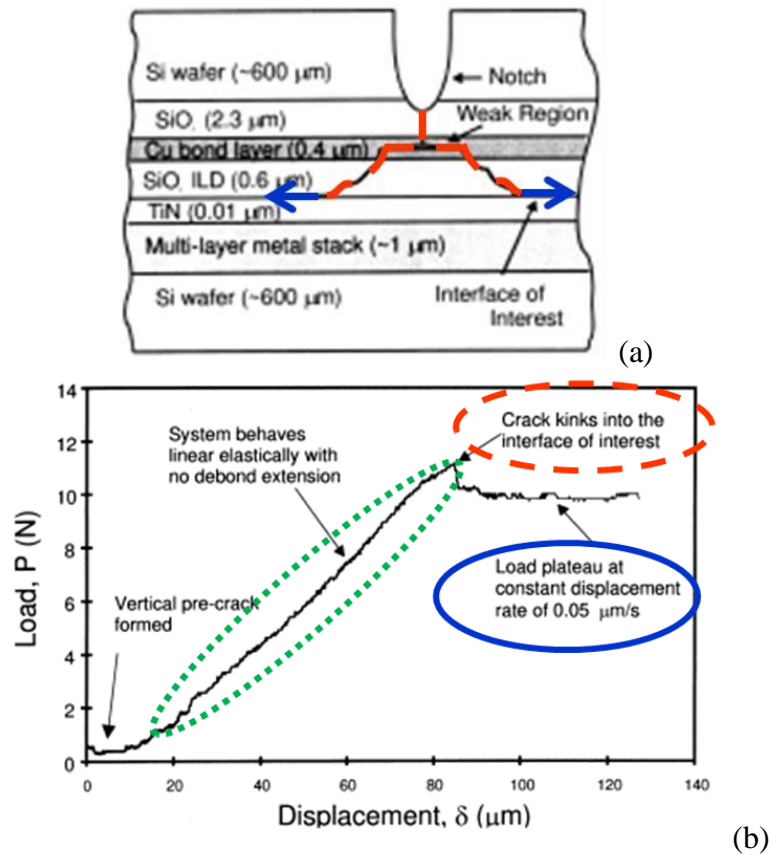 Si wafer (~600 μm)
Notch
SiO, (2.3 μm)
Weak Region
Cu bond layer (0.4 μm)
SiO, ILD (0.6 μm)
TiN (0.01 μm)
Multi-layer metal stack (~1 μm)
Si wafer (~600 μm)
Interface of
Interest
(a)
14
12
10
8
6
4
2
0
Load, P (N)
Crack kinks into the
interface of interest
System behaves
linear elastically with
no debond extension
Load plateau at
constant displacement
rate of 0.05 μm/s
Vertical pre-crack
formed
0 20 40 60 80 100 120 140
Displacement, δ (μm)
(b)